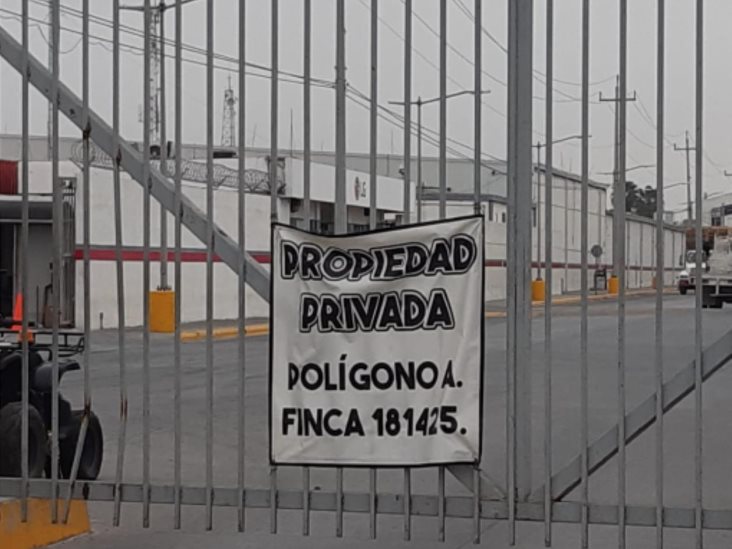 PROPIEDAD
PRIVADA
POLÍGONO A.
FINCA 181425.